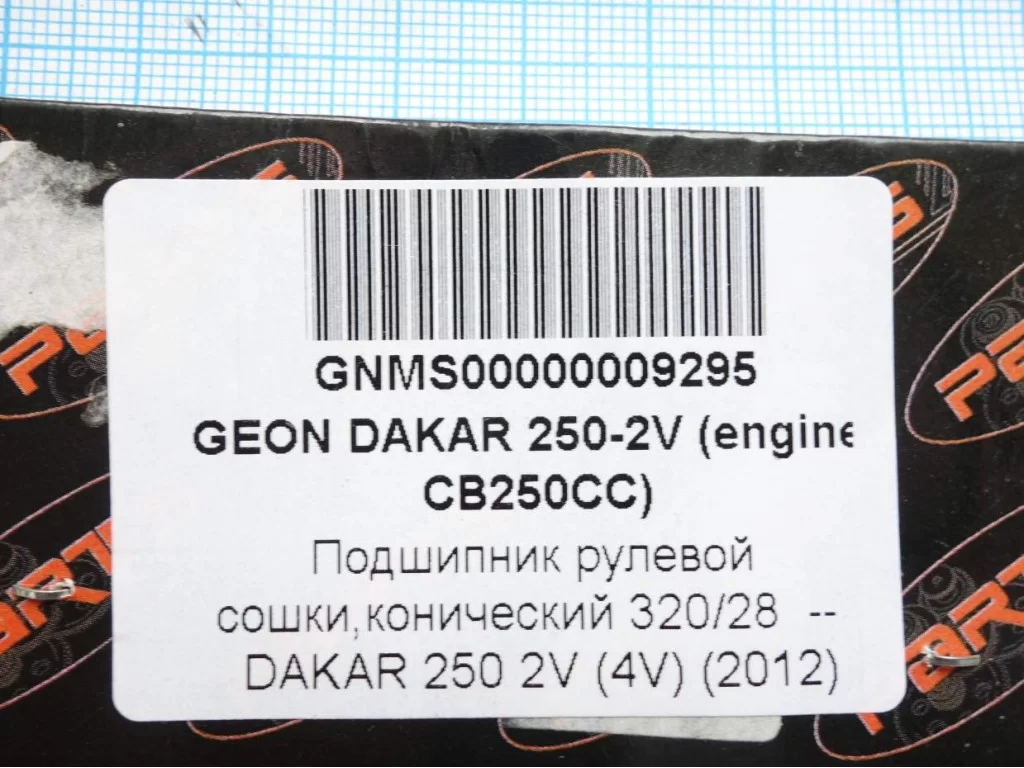 GNMS00000009295
GEON DAKAR 250-2V (engine
CB250CC)
Подшипник рулевой
сошки,конический 320/28 --
DAKAR 250 2V (4V) (2012)